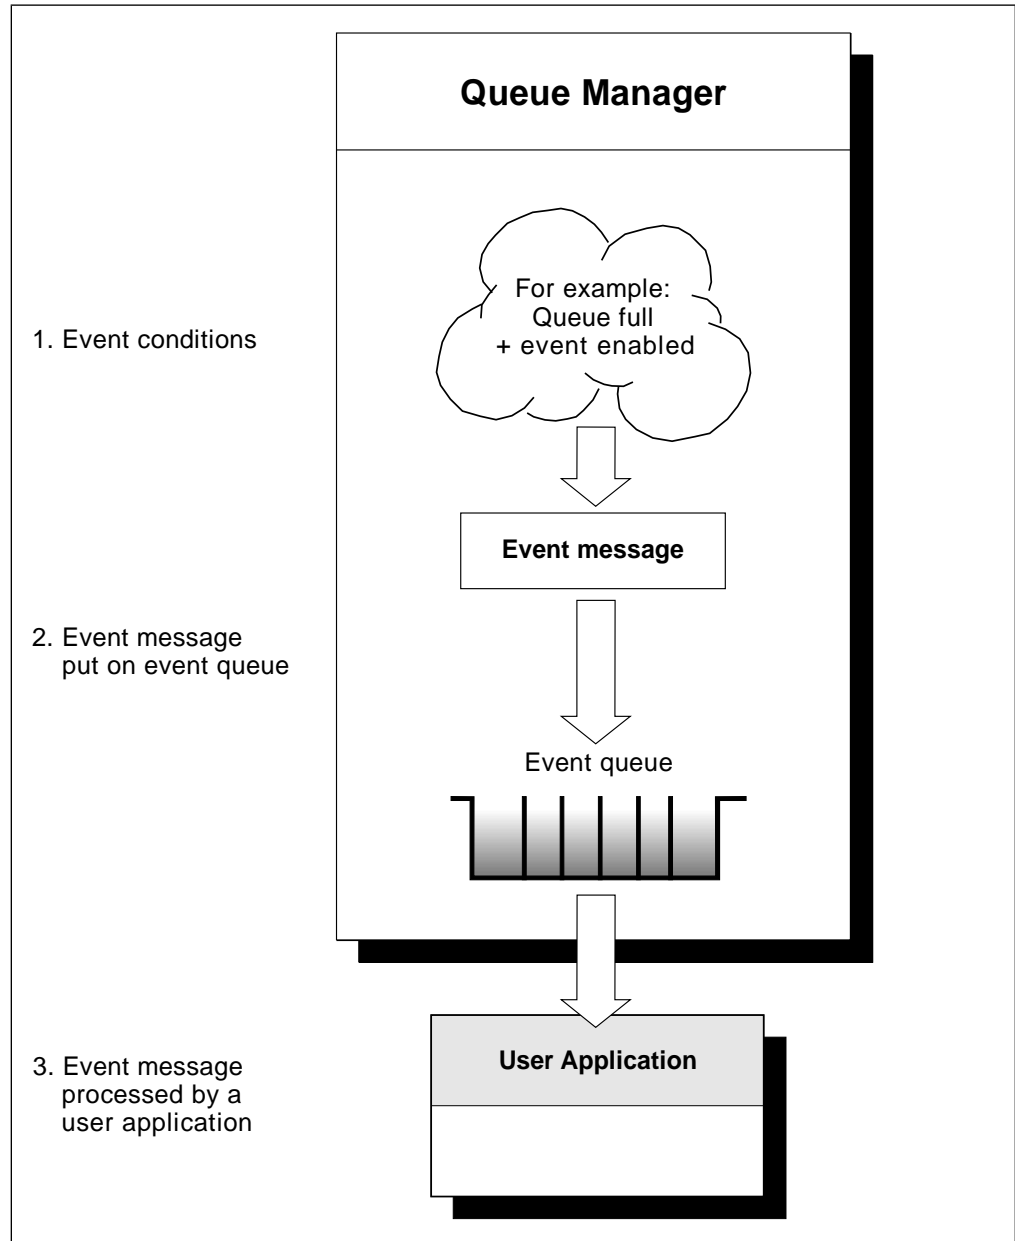 Queue Manager
For example:
Queue full
+ event enabled
1. Event conditions
Event message
2. Event message
put on event queue
Event queue
User Application
3. Event message
processed by a
user application